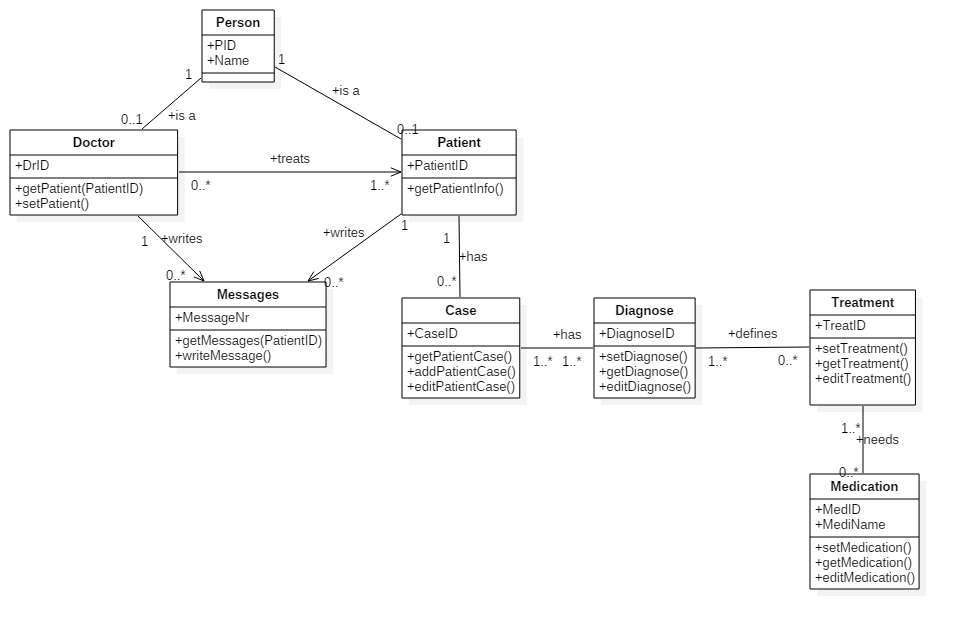 Person
+PID
+Name
1
1
+is a
+is a
0..1
0..1
Doctor
+DrID
+getPatient(PatientID)
+setPatient()
+treats
0..*
1..*
Patient
+PatientID
+getPatientInfo()
1
+writes
0..*
+writes
1
0..*
1
+has
0..*
Messages
+MessageNr
+getMessages(PatientID)
+writeMessage()
Case
+CaseID
+getPatientCase()
+addPatientCase()
+editPatientCase()
+has
1..*
1..*
Diagnose
+DiagnoseID
+setDiagnose()
+getDiagnose()
+editDiagnose()
+defines
1..*
0..*
Treatment
+TreatID
+setTreatment()
+getTreatment()
+editTreatment()
1..*
+needs
0..*
Medication
+MedID
+MediName
+setMedication()
+getMedication()
+editMedication()